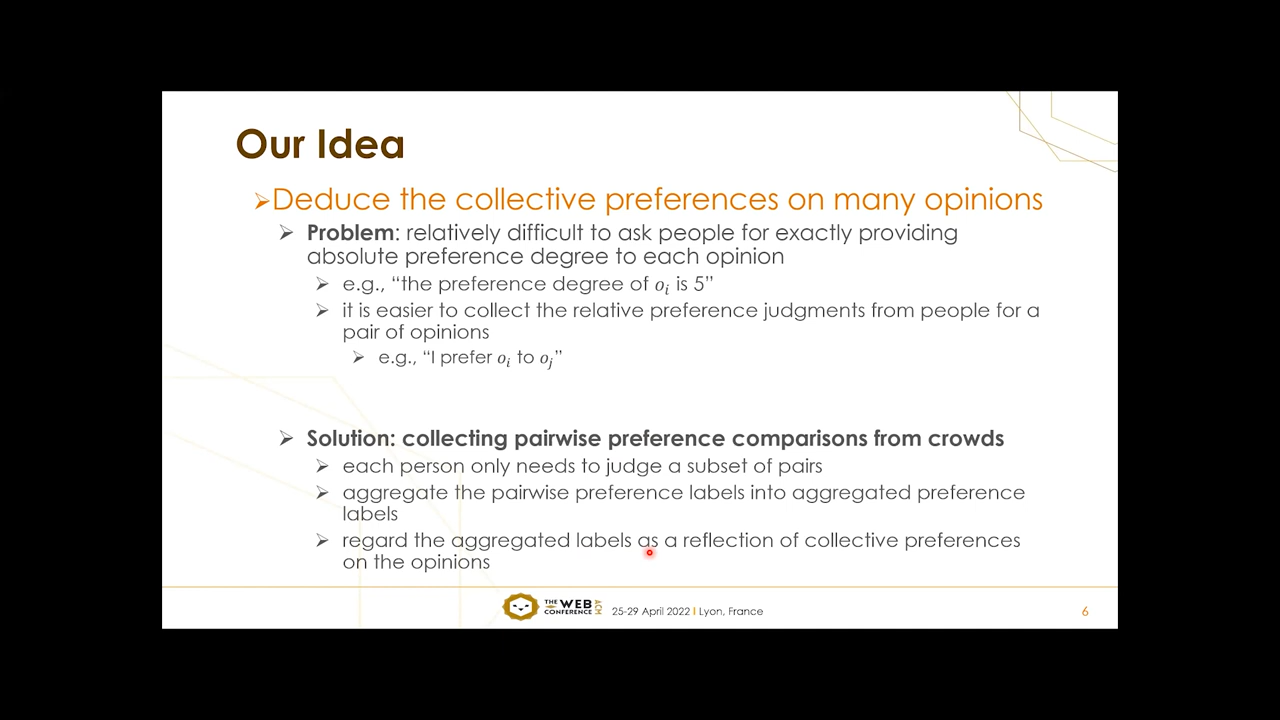 Our Idea
➢Deduce the collective preferences on many opinions
➢ Problem: relatively difficult to ask people for exactly providing
absolute preference degree to each opinion
➢ e.g., “the preference degree of oᵢ is 5”
➢ it is easier to collect the relative preference judgments from people for a
pair of opinions
➢ e.g., “I prefer oᵢ to oⱼ”
➢ Solution: collecting pairwise preference comparisons from crowds
➢ each person only needs to judge a subset of pairs
➢ aggregate the pairwise preference labels into aggregated preference
labels
➢ regard the aggregated labels as a reflection of collective preferences
on the opinions
THE WEB CONFERENCE ACM
25-29 April 2022 I Lyon, France
6